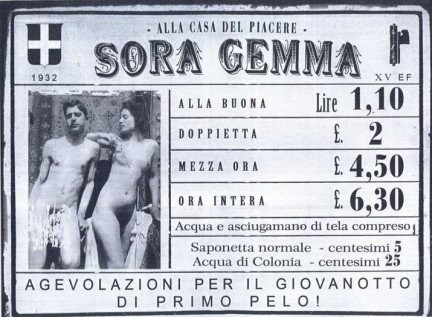 - ALLA CASA DEL PIACERE -
SORA GEMMA
1932
XV EF
ALLA BUONA Lire 1,10
DOPPIETTA £. 2
MEZZA ORA £. 4,50
ORA INTERA £. 6,30
Acqua e asciugamano di tela compreso
Saponetta normale - centesimi 5
Acqua di Colonia - centesimi 25
AGEVOLAZIONI PER IL GIOVANOTTO
DI PRIMO PELO!